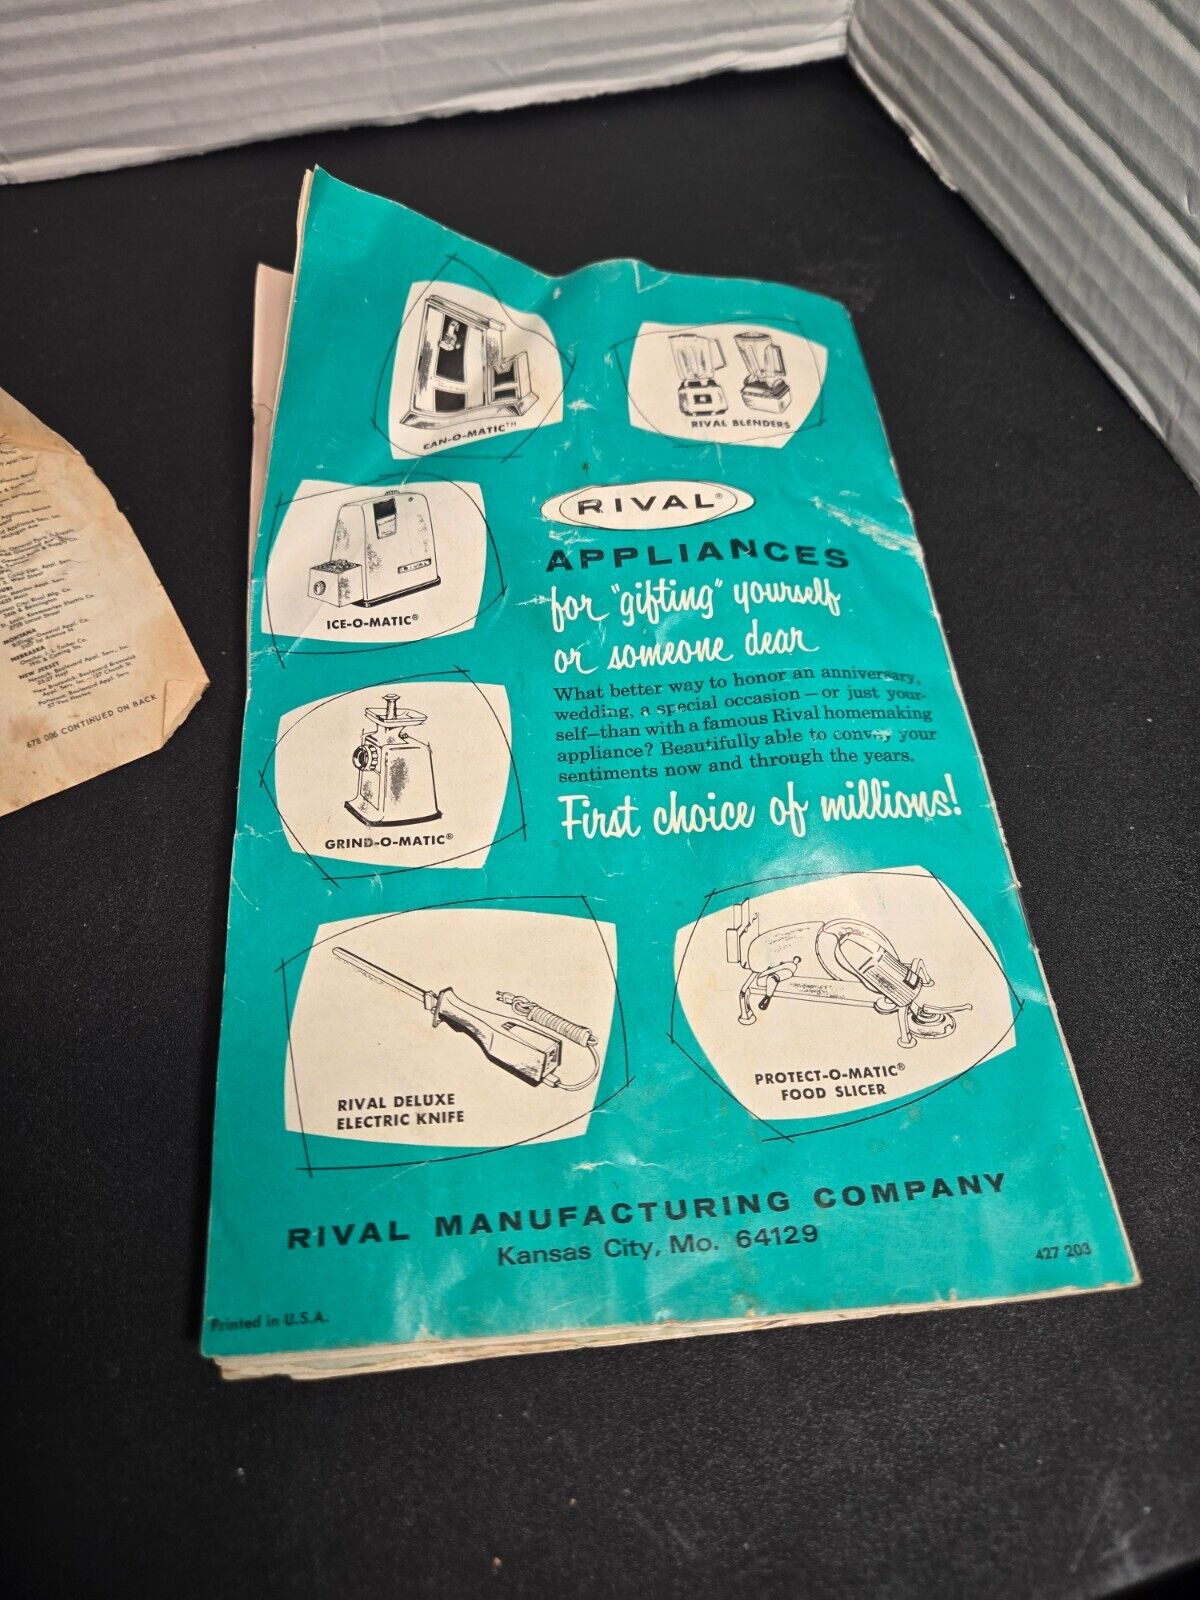 CAN-O-MATIC™
RIVAL BLENDERS
RIVAL®
APPLIANCES
for "gifting" yourself
or someone dear
What better way to honor an anniversary,
wedding, a special occasion – or just your-
self–than with a famous Rival homemaking
appliance? Beautifully able to convey your
sentiments now and through the years.
First choice of millions!
RIVAL
ICE-O-MATIC®
GRIND-O-MATIC®
RIVAL DELUXE
ELECTRIC KNIFE
PROTECT-O-MATIC®
FOOD SLICER
RIVAL MANUFACTURING COMPANY
Kansas City, Mo. 64129
427 203
Printed in U.S.A.
MONTANA
NEBRASKA
NEW JERSEY
678 006 CONTINUED ON BACK